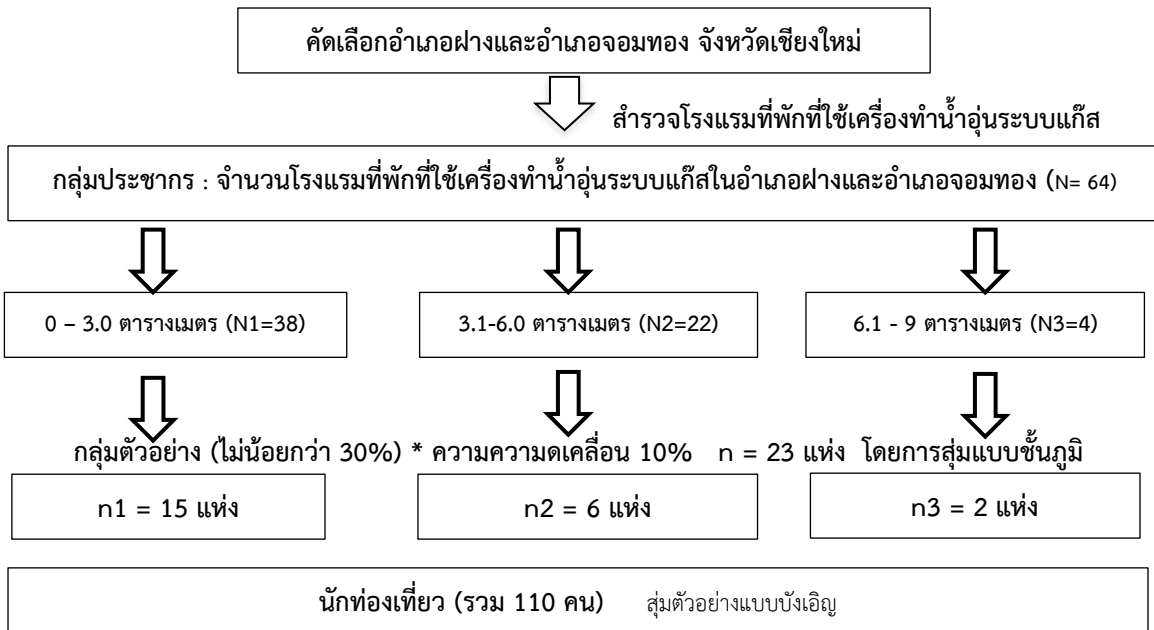 คัดเลือกอำเภอฝางและอำเภอจอมทอง จังหวัดเชียงใหม่
สำรวจโรงแรมที่พักที่ใช้เครื่องทำน้ำอุ่นระบบแก๊ส
กลุ่มประชากร : จำนวนโรงแรมที่พักที่ใช้เครื่องทำน้ำอุ่นระบบแก๊สในอำเภอฝางและอำเภอจอมทอง (N= 64)
0 – 3.0 ตารางเมตร (N1=38)
3.1-6.0 ตารางเมตร (N2=22)
6.1 - 9 ตารางเมตร (N3=4)
กลุ่มตัวอย่าง (ไม่น้อยกว่า 30%) * ความความดเคลื่อน 10% n = 23 แห่ง โดยการสุ่มแบบชั้นภูมิ
n1 = 15 แห่ง
n2 = 6 แห่ง
n3 = 2 แห่ง
นักท่องเที่ยว (รวม 110 คน) สุ่มตัวอย่างแบบบังเอิญ